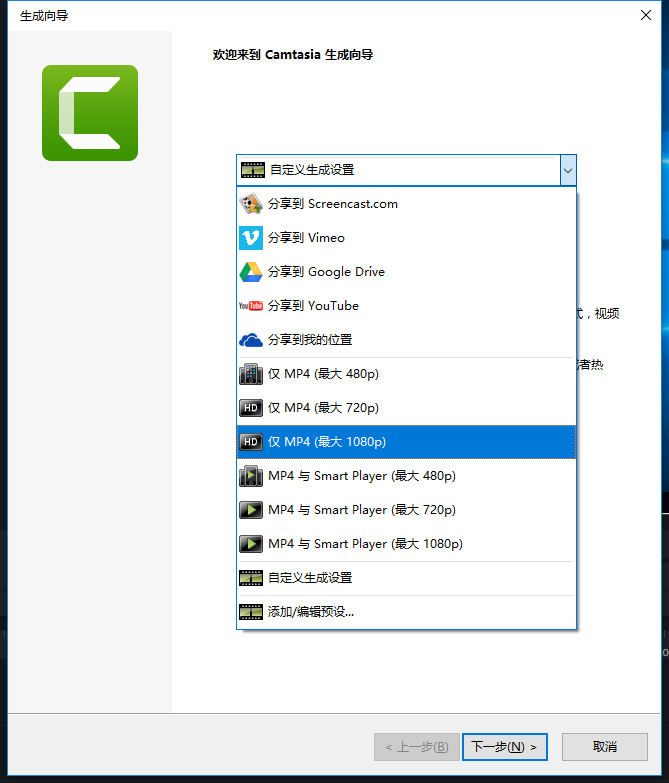 生成向导
欢迎来到 Camtasia 生成向导
自定义生成设置
分享到 Screencast.com
分享到 Vimeo
分享到 Google Drive
You Tube 分享到 YouTube
，视频
分享到我的位置
者热
仅 MP4 (最大 480p)
HD 仅 MP4 (最大 720p)
HD 仅 MP4 (最大 1080p)
MP4 与 Smart Player (最大 480p)
MP4 与 Smart Player (最大 720p)
MP4 与 Smart Player (最大 1080p)
自定义生成设置
添加/编辑预设...
< 上一步(B) 下一步(N) > 取消